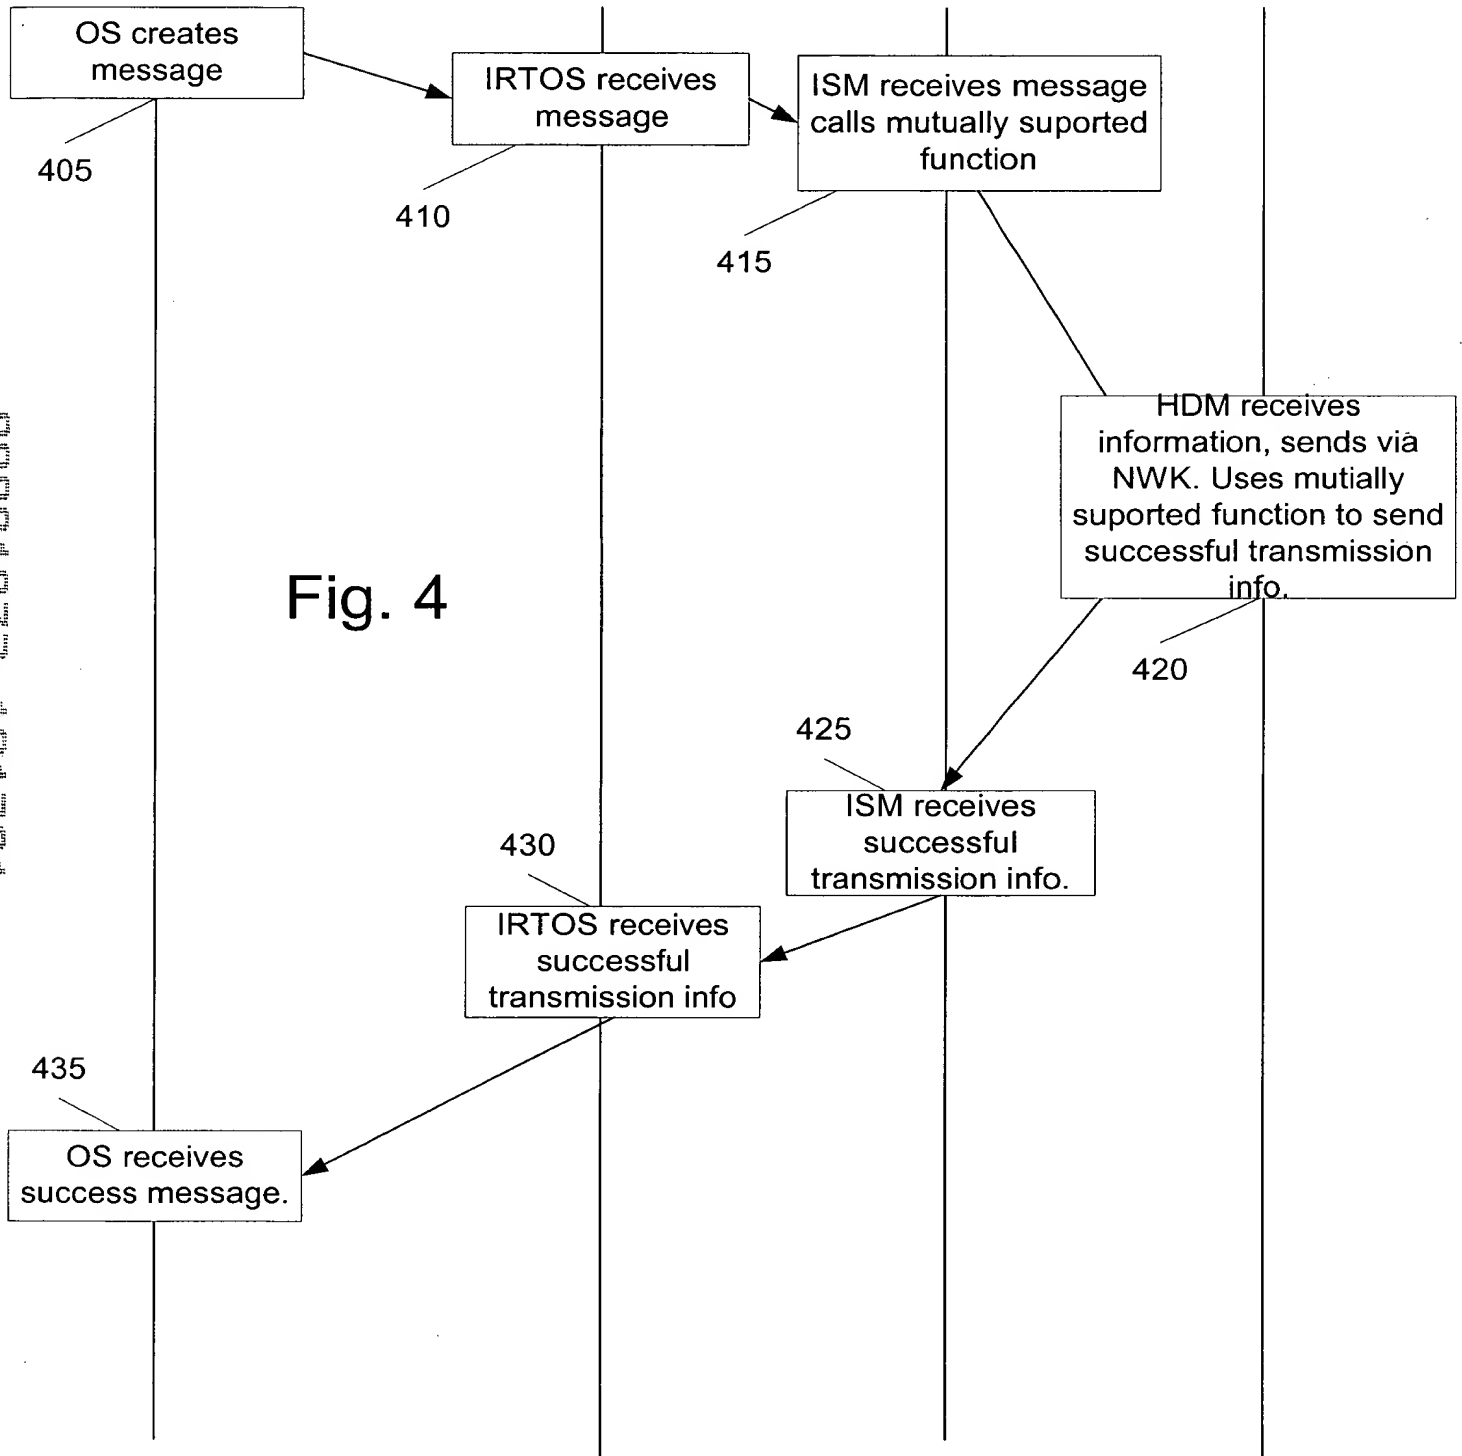 OS creates
message
405
IRTOS receives
message
410
ISM receives message
calls mutually suported
function
415
HDM receives
information, sends via
NWK. Uses mutially
suported function to send
successful transmission
info.
420
Fig. 4
425
ISM receives
successful
transmission info.
430
IRTOS receives
successful
transmission info
435
OS receives
success message.